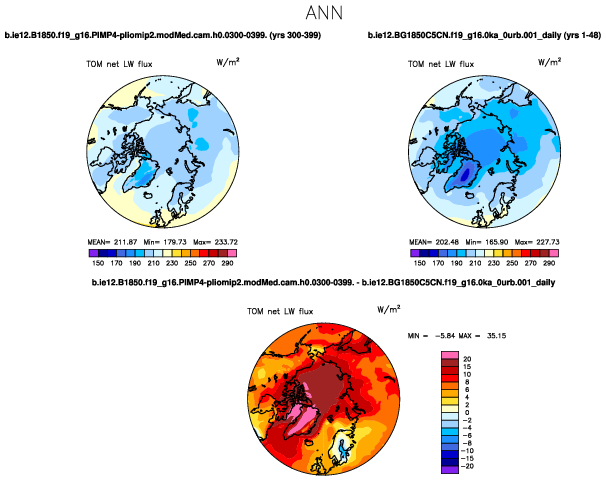 ANN
b.ie12.B1850.f19_g16.PIMP4-pliomip2.modMed.cam.h0.0300-0399. (yrs 300-399)
b.ie12.BG1850C5CN.f19_g16.0ka_0urb.001_daily (yrs 1-48)
TOM net LW flux W/m²
TOM net LW flux W/m²
MEAN= 211.87 Min= 179.73 Max= 233.72
MEAN= 202.48 Min= 165.90 Max= 227.73
150 170 190 210 230 250 270 290
150 170 190 210 230 250 270 290
b.ie12.B1850.f19_g16.PIMP4-pliomip2.modMed.cam.h0.0300-0399. - b.ie12.BG1850C5CN.f19_g16.0ka_0urb.001_daily
TOM net LW flux W/m²
MIN = -5.84 MAX = 35.15
20
15
10
8
6
4
2
0
-2
-4
-6
-8
-10
-15
-20